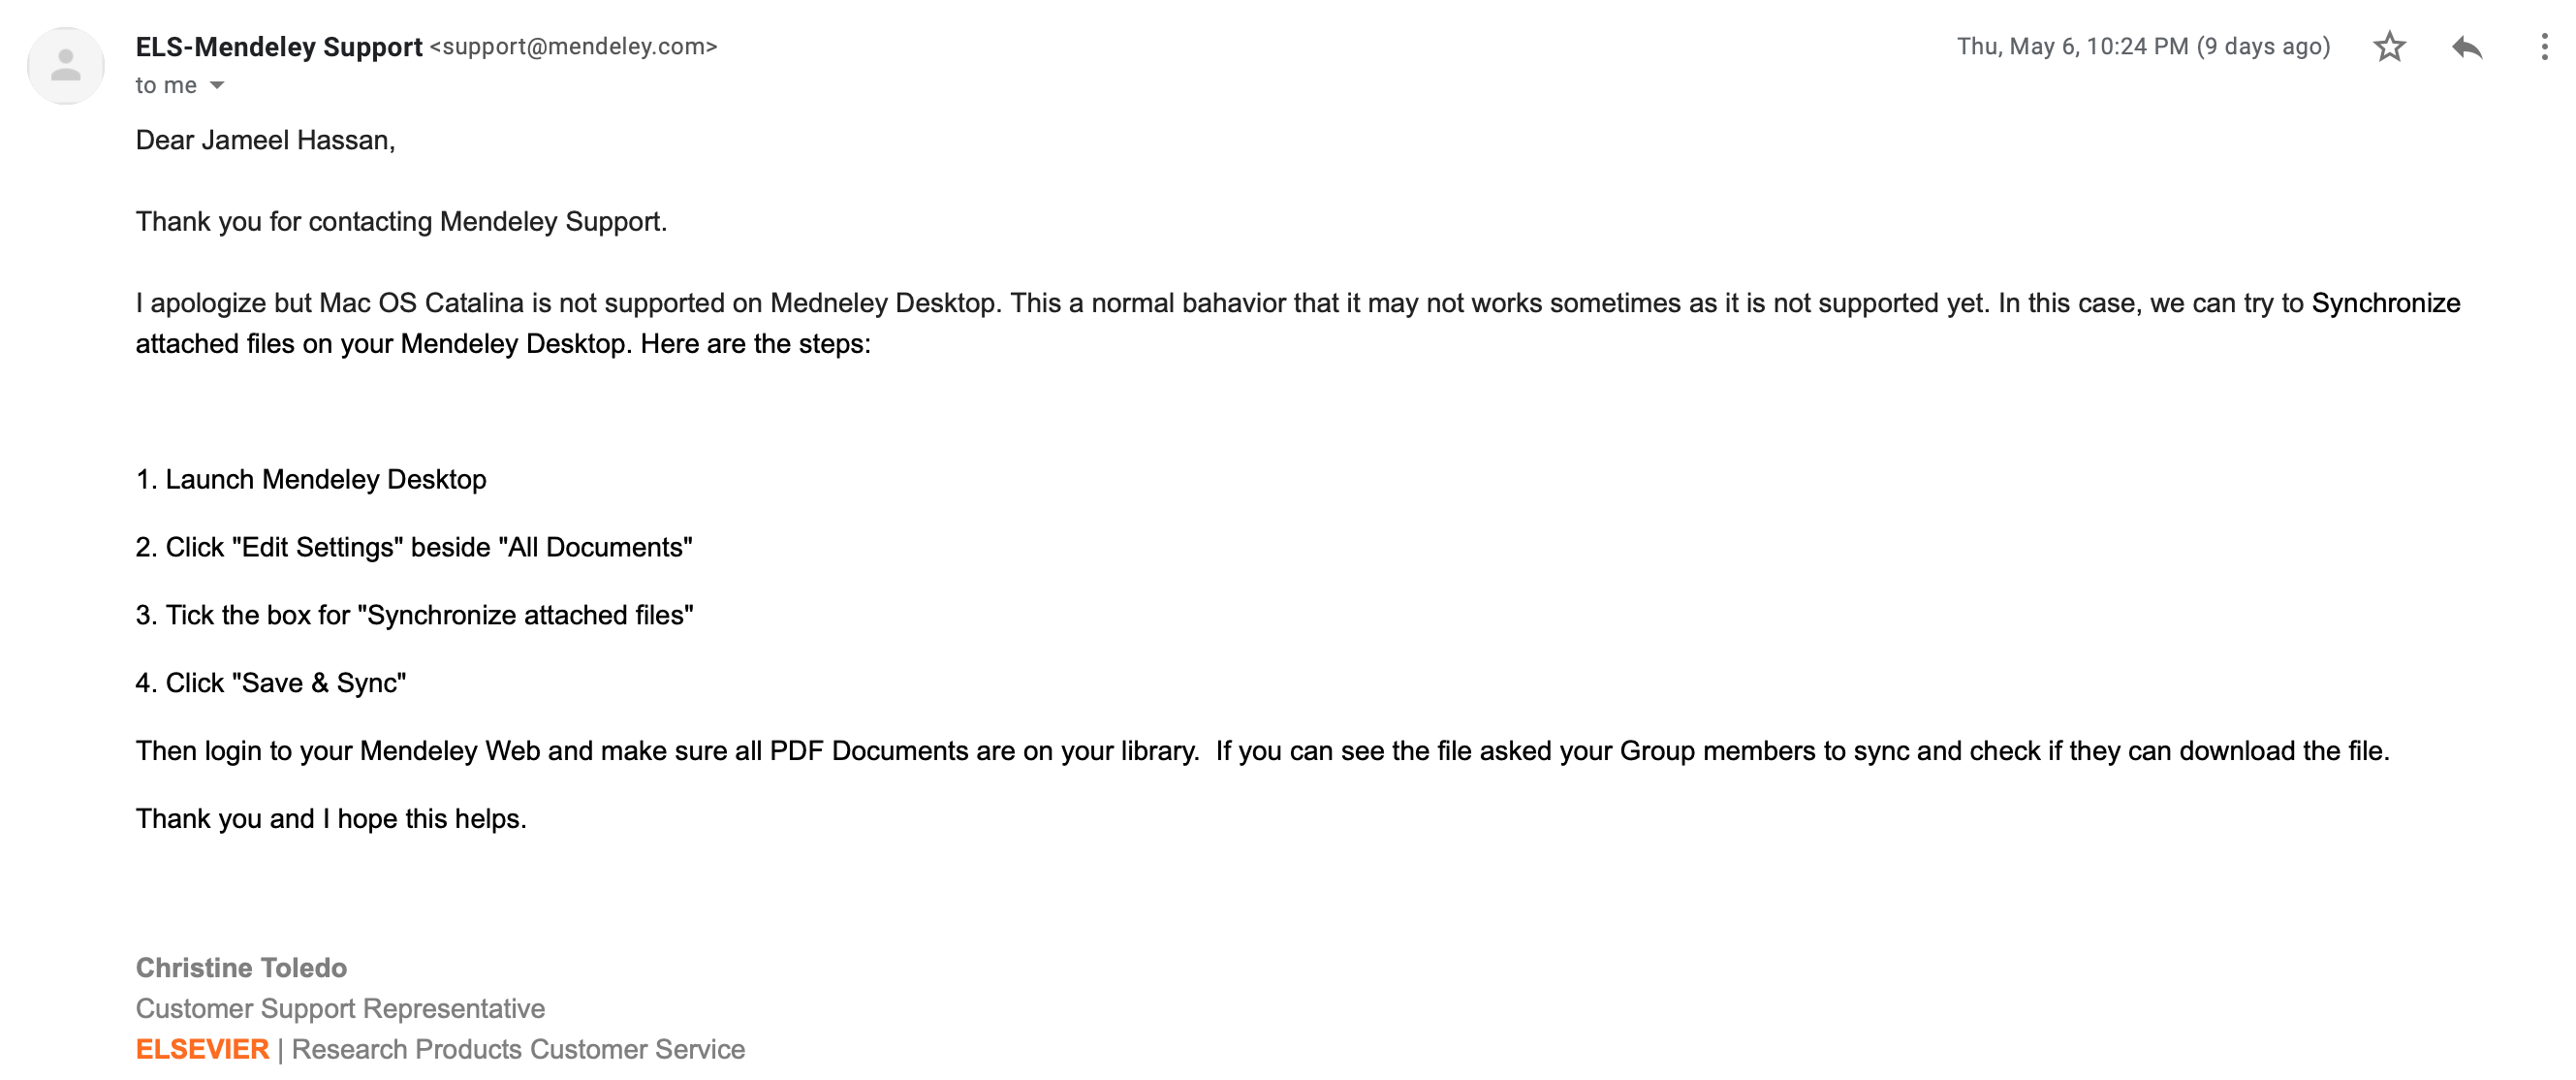 ELS-Mendeley Support <support@mendeley.com>
Thu, May 6, 10:24 PM (9 days ago)
to me
Dear Jameel Hassan,
Thank you for contacting Mendeley Support.
I apologize but Mac OS Catalina is not supported on Medneley Desktop. This a normal bahavior that it may not works sometimes as it is not supported yet. In this case, we can try to Synchronize
attached files on your Mendeley Desktop. Here are the steps:
1. Launch Mendeley Desktop
2. Click "Edit Settings" beside "All Documents"
3. Tick the box for "Synchronize attached files"
4. Click "Save & Sync"
Then login to your Mendeley Web and make sure all PDF Documents are on your library.  If you can see the file asked your Group members to sync and check if they can download the file.
Thank you and I hope this helps.
Christine Toledo
Customer Support Representative
ELSEVIER | Research Products Customer Service